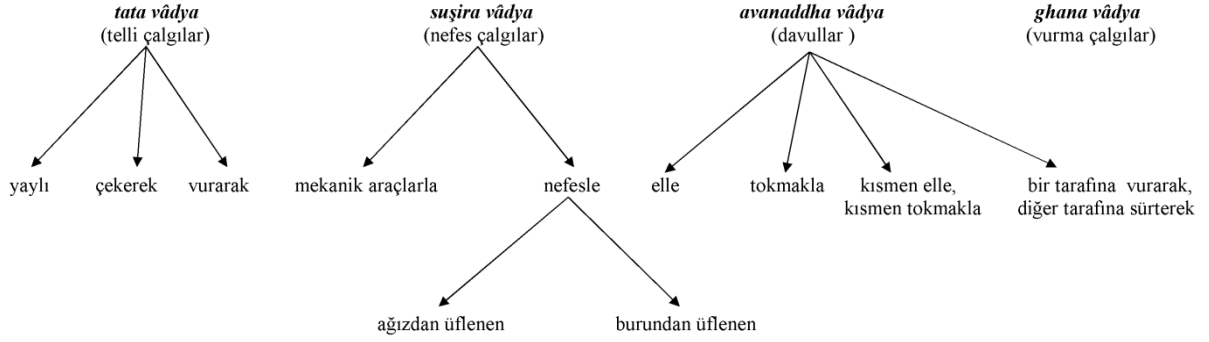 tata vâdya
(telli çalgılar)
suşira vâdya
(nefes çalgılar)
avanaddha vâdya
(davullar )
ghana vâdya
(vurma çalgılar)
yaylı
çekerek
vurarak
mekanik araçlarla
nefesle
elle
tokmakla
kısmen elle,
kısmen tokmakla
bir tarafına vurarak,
diğer tarafına sürterek
ağızdan üflenen
burundan üflenen